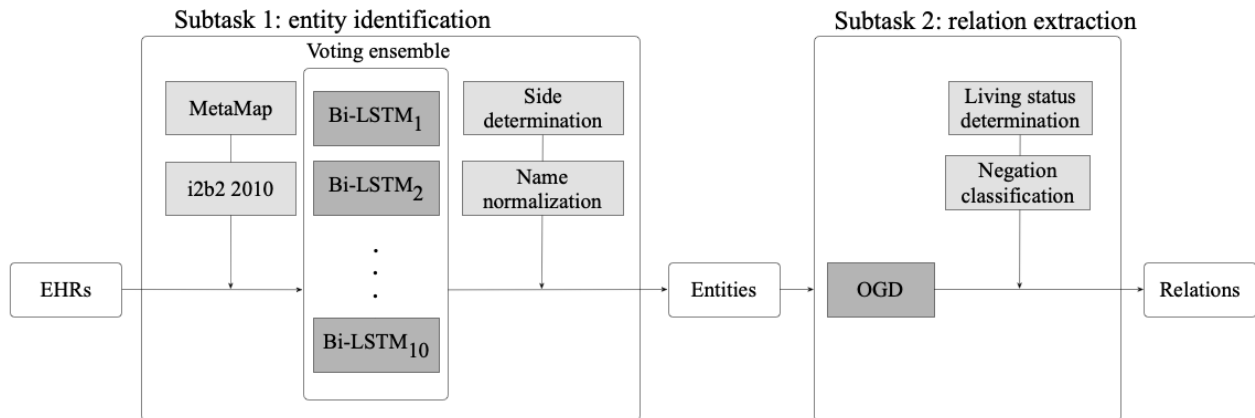 Subtask 1: entity identification
Subtask 2: relation extraction
Voting ensemble
MetaMap
i2b2 2010
Bi-LSTM1
Bi-LSTM2
.
.
.
Bi-LSTM10
Side
determination
Name
normalization
Living status
determination
Negation
classification
EHRs
Entities
OGD
Relations